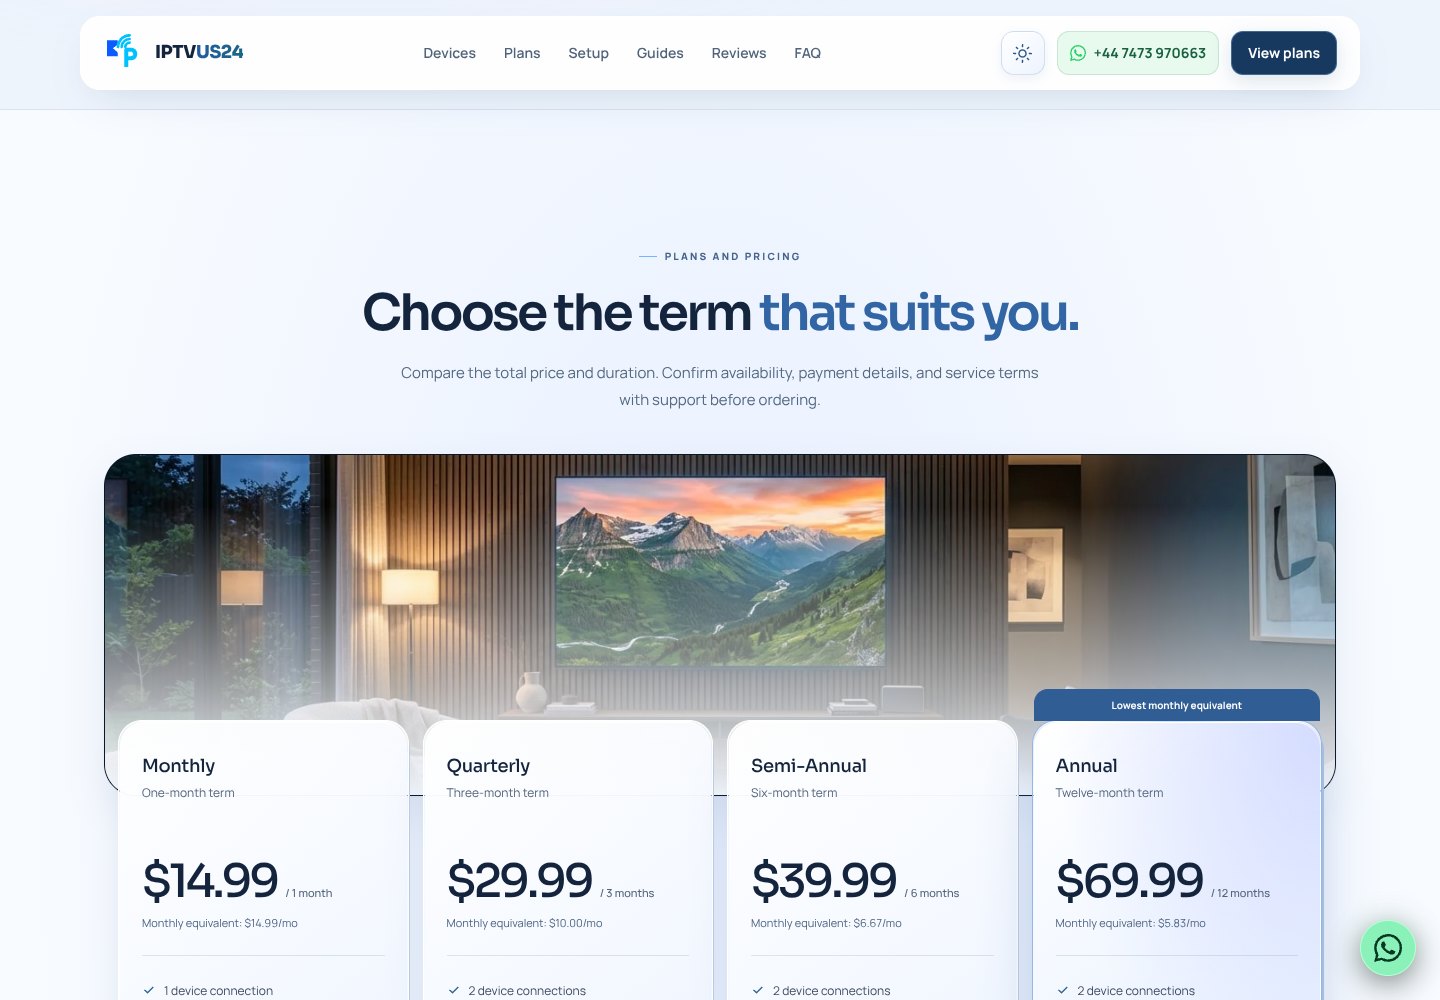 IPTVUS24
Devices
Plans
Setup
Guides
Reviews
FAQ
+44 7473 970663
View plans
PLANS AND PRICING
Choose the term that suits you.
Compare the total price and duration. Confirm availability, payment details, and service terms
with support before ordering.
Lowest monthly equivalent
Monthly
One-month term
$14.99 / 1 month
Monthly equivalent: $14.99/mo
1 device connection
Quarterly
Three-month term
$29.99 / 3 months
Monthly equivalent: $10.00/mo
2 device connections
Semi-Annual
Six-month term
$39.99 / 6 months
Monthly equivalent: $6.67/mo
2 device connections
Annual
Twelve-month term
$69.99 / 12 months
Monthly equivalent: $5.83/mo
2 device connections